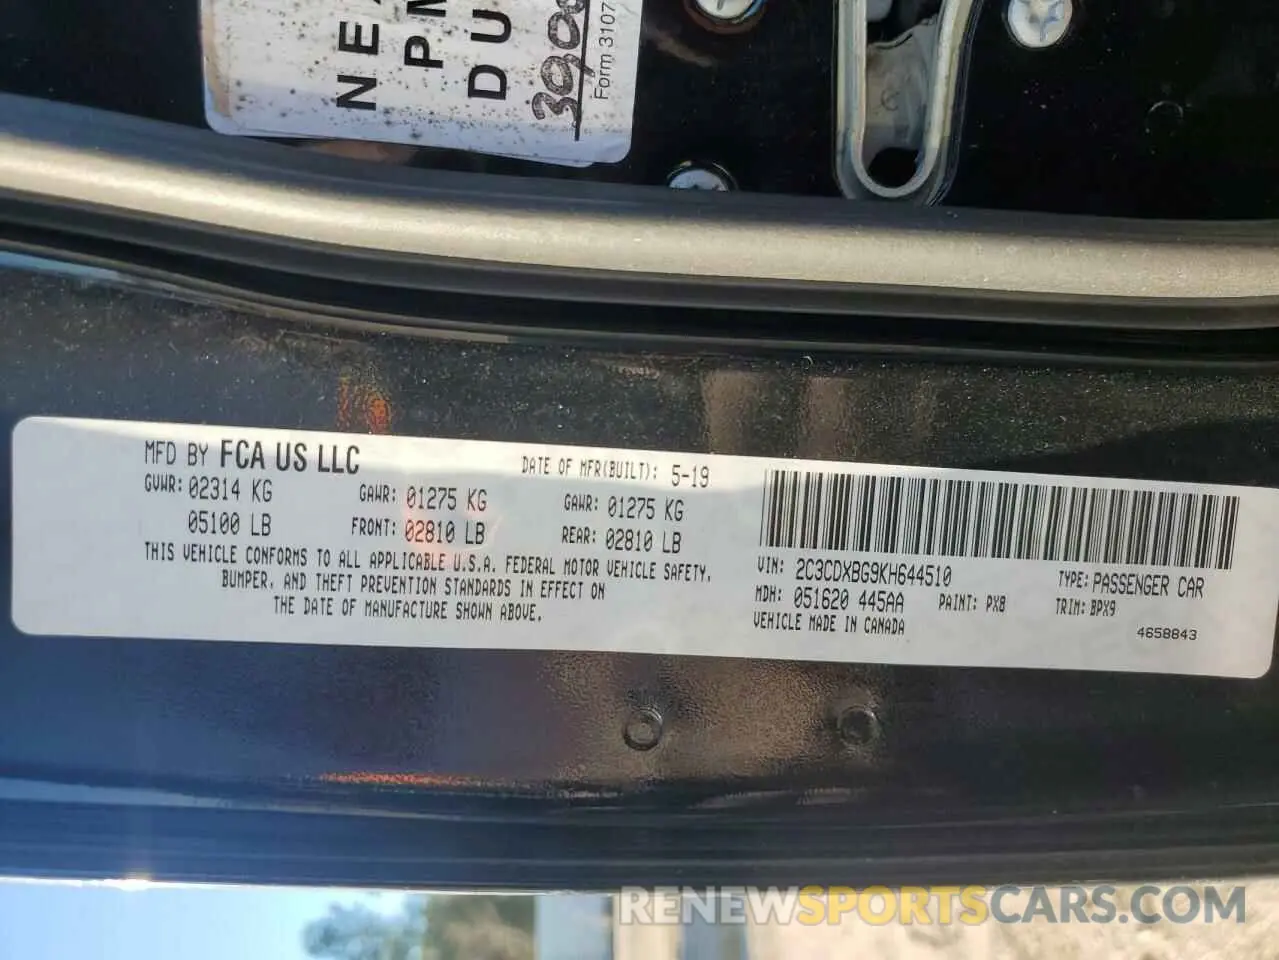 Form 3107
MFD BY FCA US LLC
DATE OF MFR(BUILT): 5-19
GVWR: 02314 KG
GAWR: 01275 KG
GAWR: 01275 KG
05100 LB
FRONT: 02810 LB
REAR: 02810 LB
THIS VEHICLE CONFORMS TO ALL APPLICABLE U.S.A. FEDERAL MOTOR VEHICLE SAFETY,
BUMPER, AND THEFT PREVENTION STANDARDS IN EFFECT ON
THE DATE OF MANUFACTURE SHOWN ABOVE.
VIN: 2C3CDXBG9KH644510
TYPE: PASSENGER CAR
MDH: 051620 445AA
PAINT: PX8
TRIM: BPX9
VEHICLE MADE IN CANADA
4658843
RENEWSPORTSCARS.COM